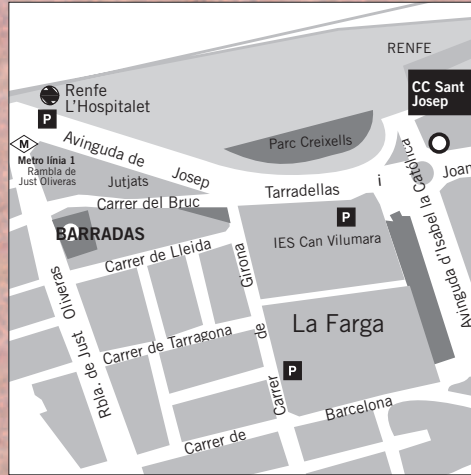 RENFE
CC Sant
Josep
Renfe
L'Hospitalet
P
M
Metro línia 1
Rambla de
Just Oliveras
Avinguda de Josep Tarradellas i Joan
Parc Creixells
Jutjats
Carrer del Bruc
P
BARRADAS
IES Can Vilumara
Carrer de Lleida
Avinguda d'Isabel la Catòlica
Rbla. de Just Oliveras
Carrer de Girona
La Farga
Carrer de Tarragona
P
Carrer de Barcelona